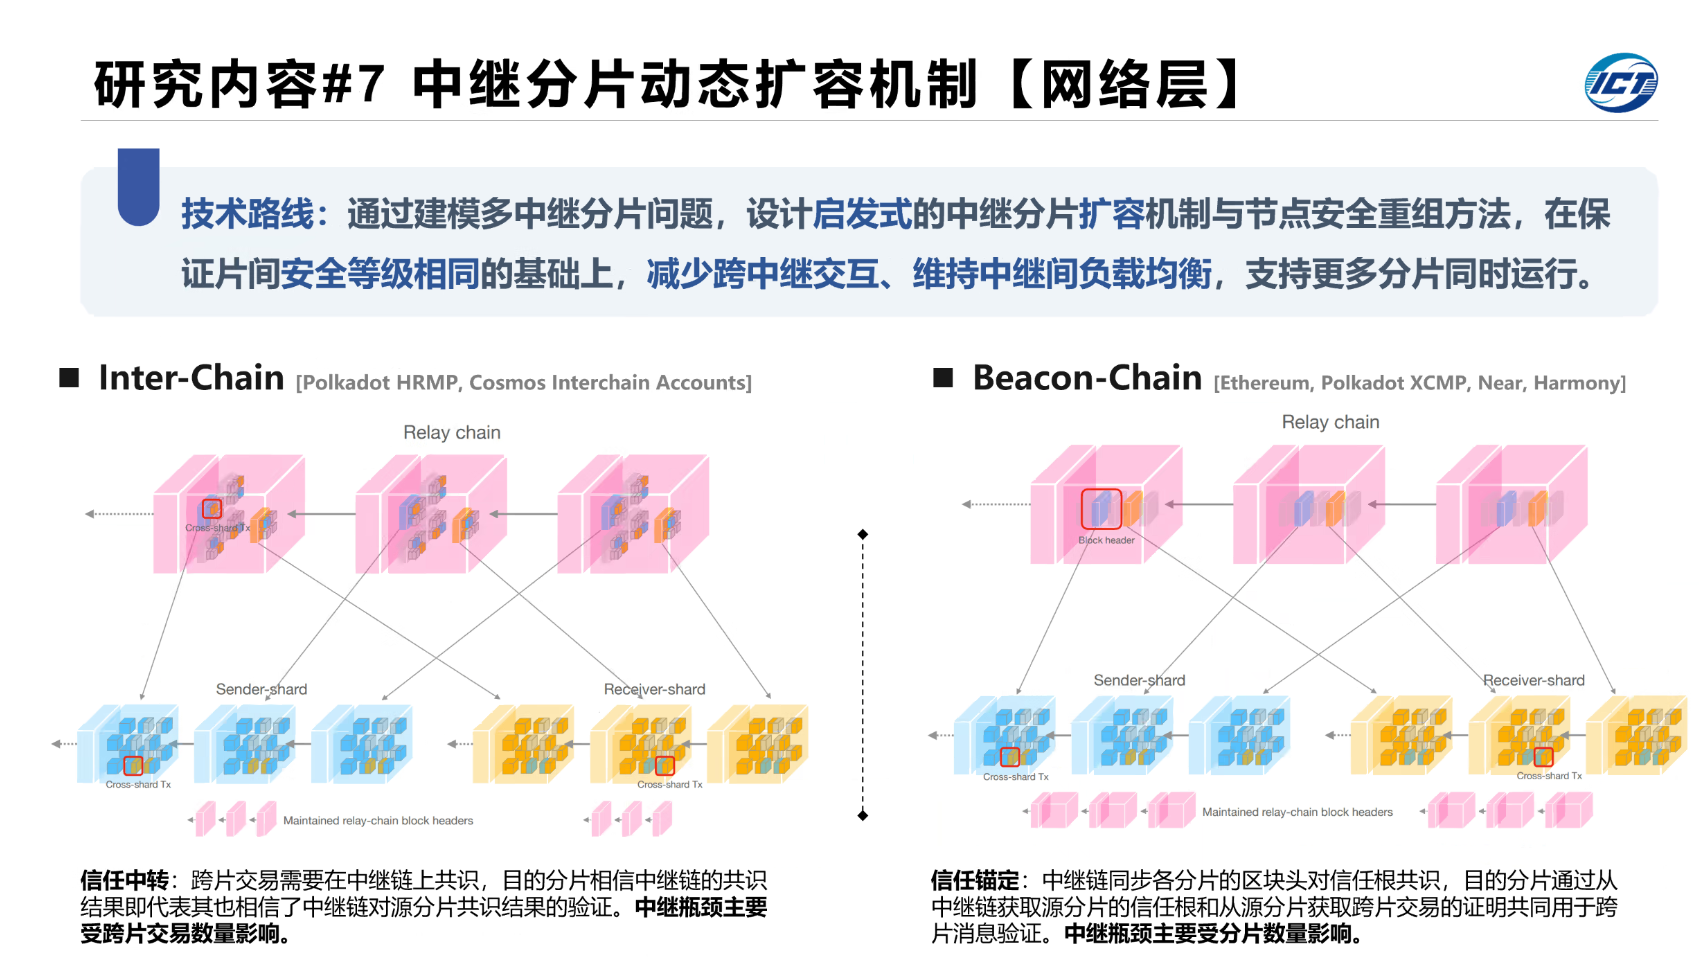 研究内容#7 中继分片动态扩容机制【网络层】
ICT
技术路线：通过建模多中继分片问题，设计启发式的中继分片扩容机制与节点安全重组方法，在保
证片间安全等级相同的基础上，减少跨中继交互、维持中继间负载均衡，支持更多分片同时运行。
■ Inter-Chain [Polkadot HRMP, Cosmos Interchain Accounts]
Relay chain
Cross-shard Tx
Sender-shard
Receiver-shard
Cross-shard Tx
Cross-shard Tx
Maintained relay-chain block headers
信任中转：跨片交易需要在中继链上共识，目的分片相信中继链的共识
结果即代表其也相信了中继链对源分片共识结果的验证。中继瓶颈主要
受跨片交易数量影响。
■ Beacon-Chain [Ethereum, Polkadot XCMP, Near, Harmony]
Relay chain
Block header
Sender-shard
Receiver-shard
Cross-shard Tx
Cross-shard Tx
Maintained relay-chain block headers
信任锚定：中继链同步各分片的区块头对信任根共识，目的分片通过从
中继链获取源分片的信任根和从源分片获取跨片交易的证明共同用于跨
片消息验证。中继瓶颈主要受分片数量影响。